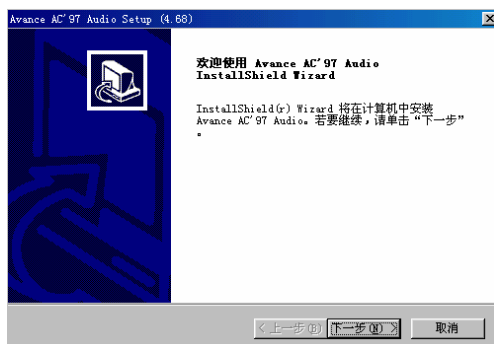 Avance AC'97 Audio Setup (4.68)
欢迎使用 Avance AC'97 Audio
InstallShield Wizard
InstallShield(r) Wizard 将在计算机中安装
Avance AC'97 Audio。若要继续，请单击“下一步”
。
< 上一步(B) 下一步(N) > 取消